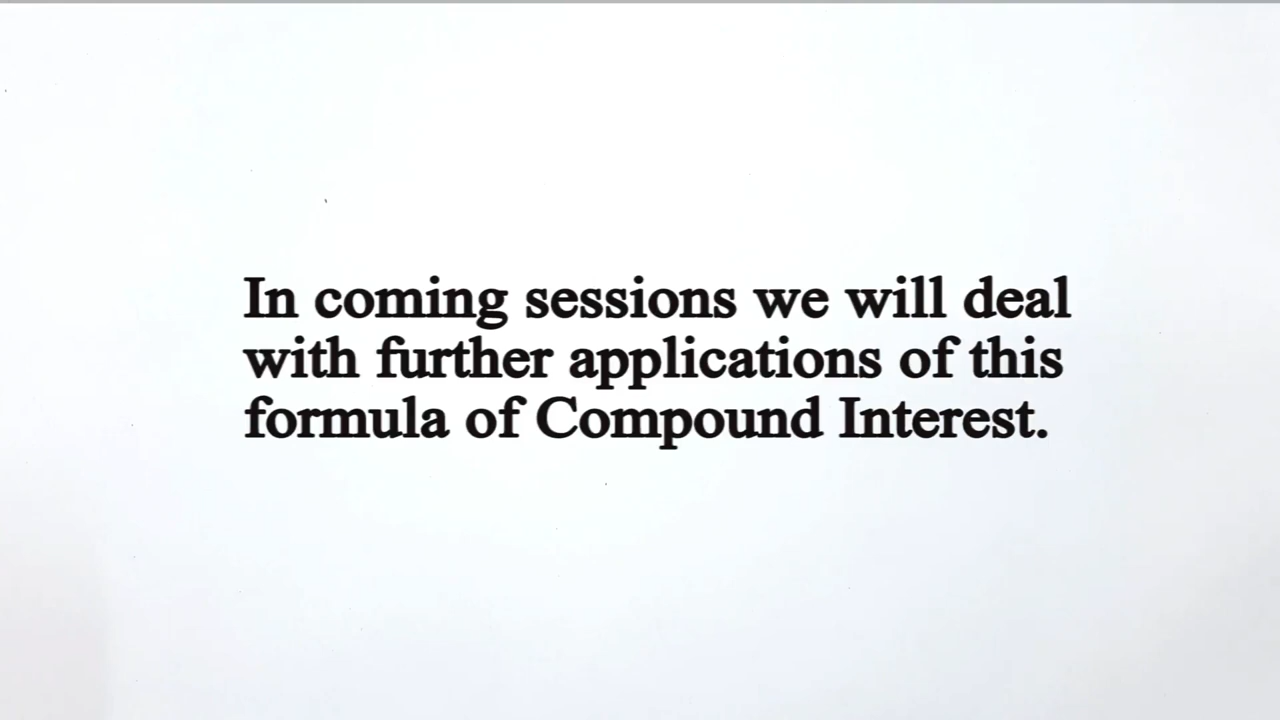 In coming sessions we will deal
with further applications of this
formula of Compound Interest.